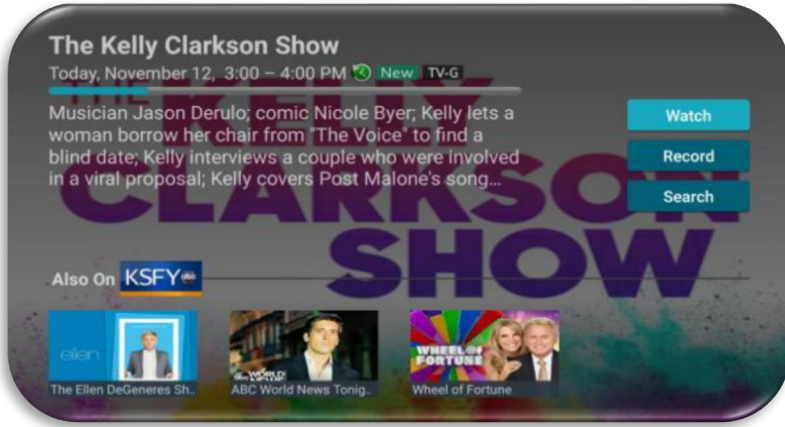 The Kelly Clarkson Show
Today, November 12, 3:00 – 4:00 PM New TV-G
Musician Jason Derulo; comic Nicole Byer; Kelly lets a
woman borrow her chair from "The Voice" to find a
blind date; Kelly interviews a couple who were involved
in a viral proposal; Kelly covers Post Malone's song...
Watch
Record
Search
THE
KELLY
CLARKSON
SHOW
Also On KSFY abc
ellen
The Ellen DeGeneres Sh..
WORLD
ABC World News Tonig..
WHEEL OF
FORTUNE
Wheel of Fortune